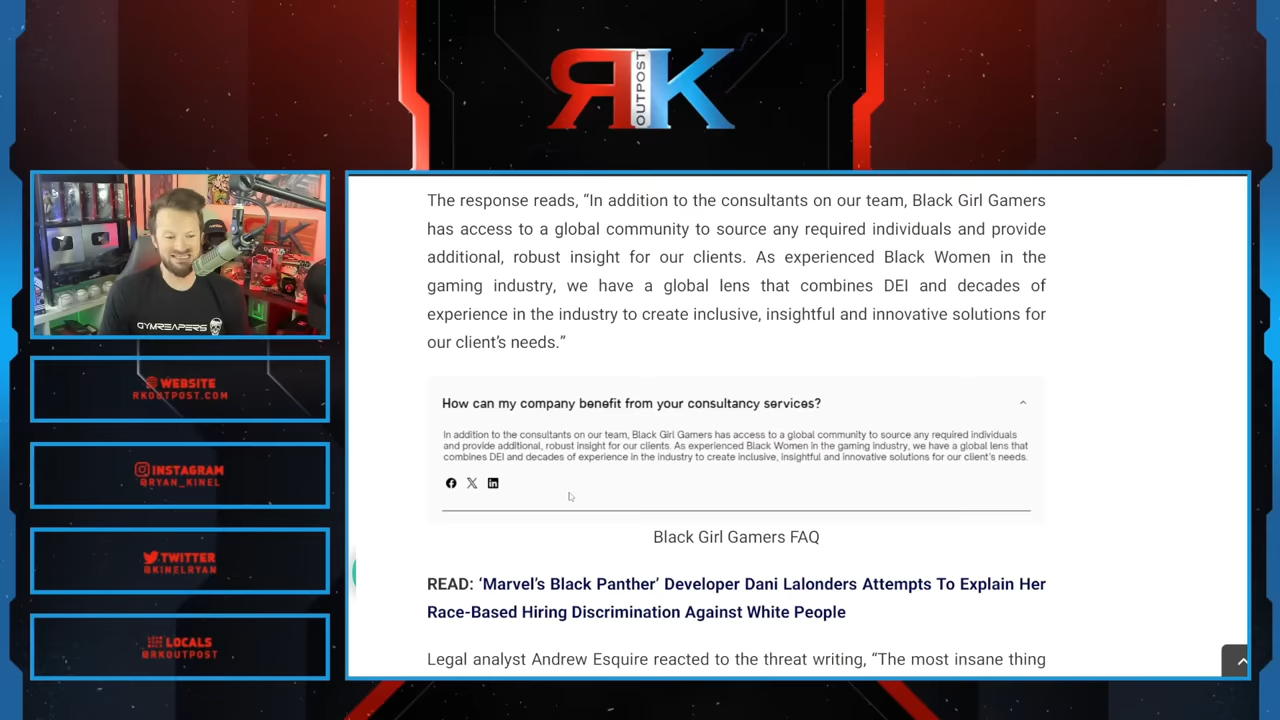 RK
OUTPOST
The response reads, “In addition to the consultants on our team, Black Girl Gamers
has access to a global community to source any required individuals and provide
additional, robust insight for our clients. As experienced Black Women in the
gaming industry, we have a global lens that combines DEI and decades of
experience in the industry to create inclusive, insightful and innovative solutions for
our client’s needs.”
How can my company benefit from your consultancy services?
In addition to the consultants on our team, Black Girl Gamers has access to a global community to source any required individuals
and provide additional, robust insight for our clients. As experienced Black Women in the gaming industry, we have a global lens that
combines DEI and decades of experience in the industry to create inclusive, insightful and innovative solutions for our client's needs.
Black Girl Gamers FAQ
READ: ‘Marvel’s Black Panther’ Developer Dani Lalonders Attempts To Explain Her
Race-Based Hiring Discrimination Against White People
Legal analyst Andrew Esquire reacted to the threat writing, “The most insane thing
GYMREAPERS
WEBSITE
RKOUTPOST.COM
INSTAGRAM
@RYAN_KINEL
TWITTER
@KINELRYAN
LOCALS
@RKOUTPOST